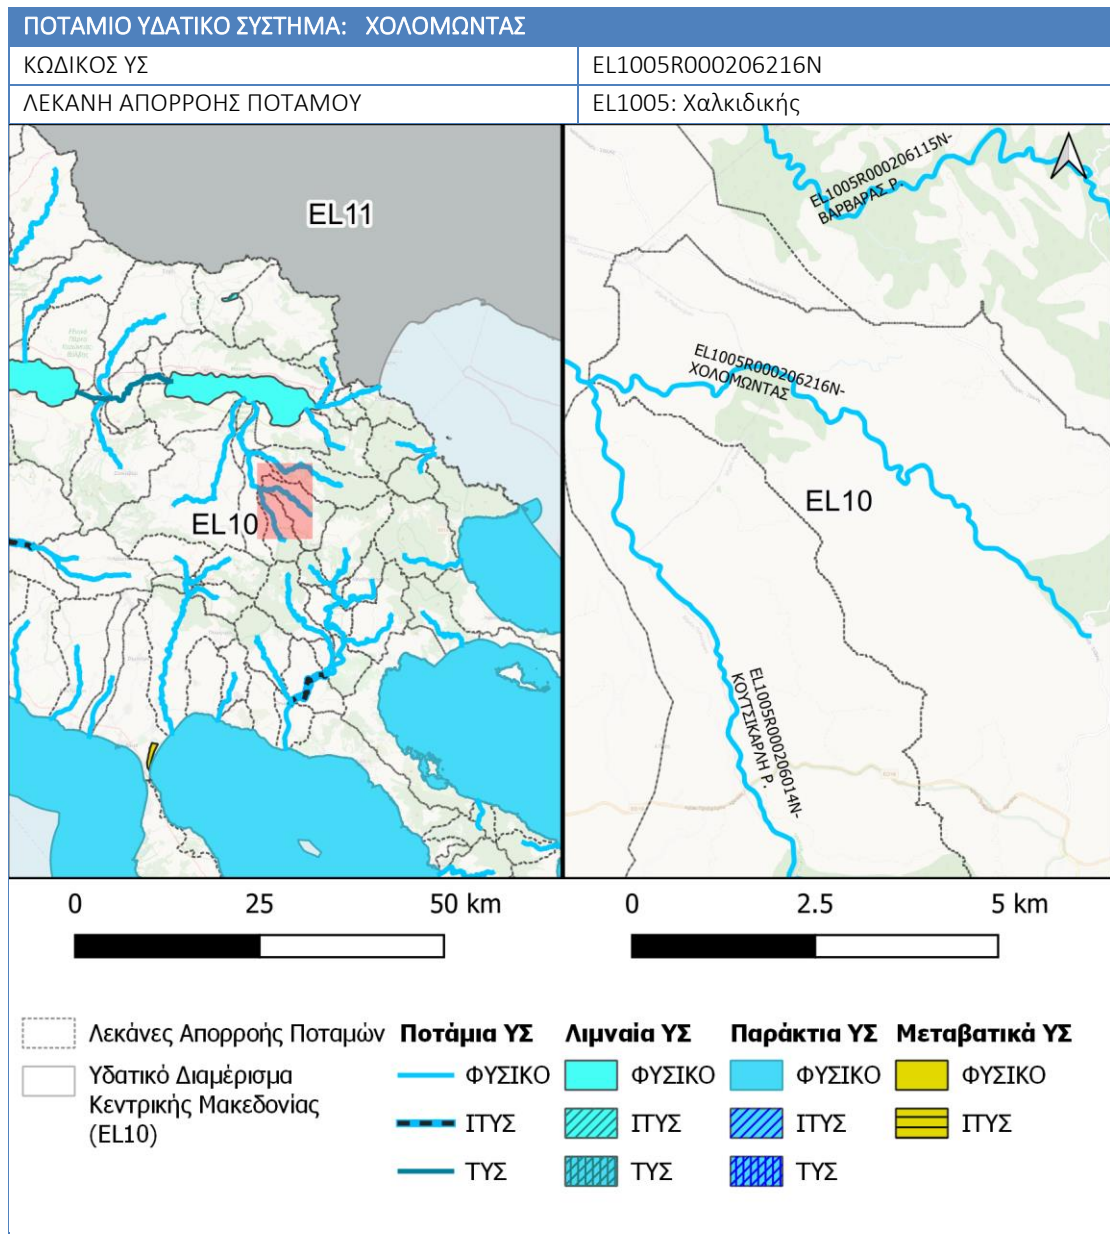 ΠΟΤΑΜΙΟ ΥΔΑΤΙΚΟ ΣΥΣΤΗΜΑ: ΧΟΛΟΜΩΝΤΑΣ
ΚΩΔΙΚΟΣ ΥΣ EL1005R000206216N
ΛΕΚΑΝΗ ΑΠΟΡΡΟΗΣ ΠΟΤΑΜΟΥ EL1005: Χαλκιδικής
EL11
EL10
EL1005R000206115N-
ΒΑΡΒΑΡΑΣ Ρ.
EL1005R000206216N-
ΧΟΛΟΜΩΝΤΑΣ
EL10
EL1005R000206014N-
ΚΟΥΤΣΙΚΑΡΛΗ Ρ.
0 25 50 km
0 2.5 5 km
Λεκάνες Απορροής Ποταμών
Υδατικό Διαμέρισμα
Κεντρικής Μακεδονίας
(EL10)
Ποτάμια ΥΣ
ΦΥΣΙΚΟ
ΙΤΥΣ
ΤΥΣ
Λιμναία ΥΣ
ΦΥΣΙΚΟ
ΙΤΥΣ
ΤΥΣ
Παράκτια ΥΣ
ΦΥΣΙΚΟ
ΙΤΥΣ
ΤΥΣ
Μεταβατικά ΥΣ
ΦΥΣΙΚΟ
ΙΤΥΣ